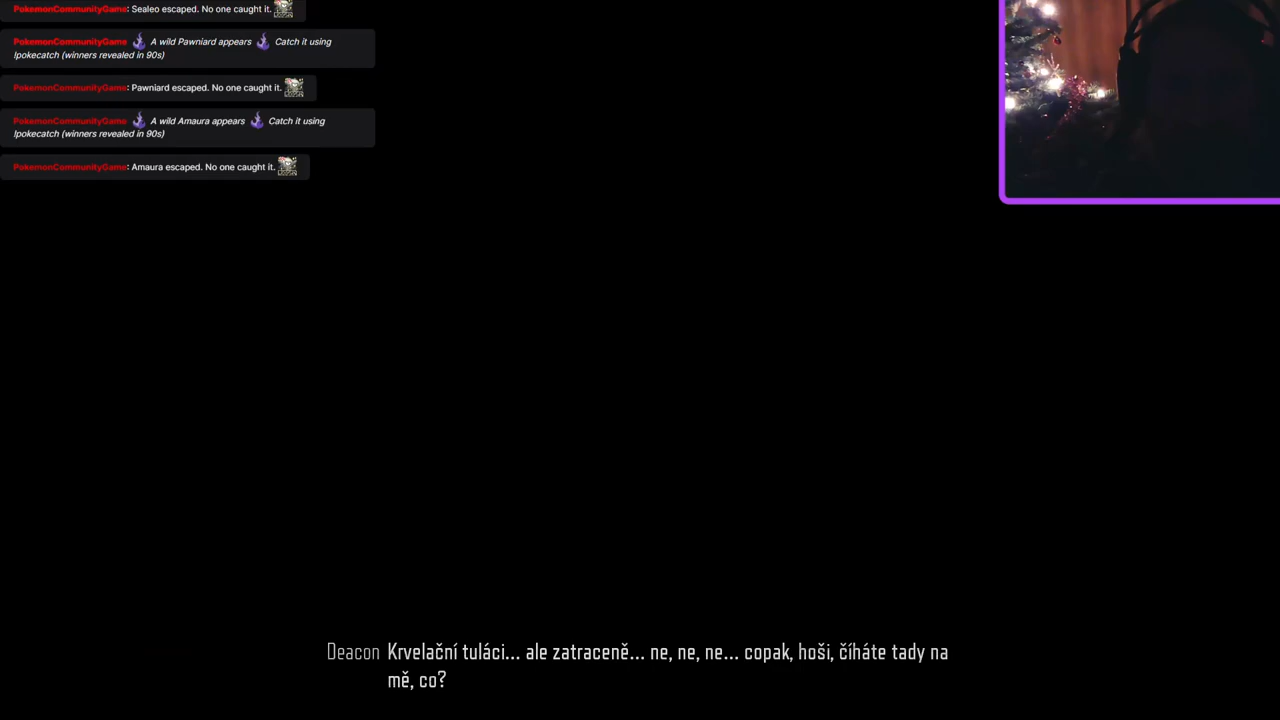 PokemonCommunityGame: Sealeo escaped. No one caught it.
PokemonCommunityGame A wild Pawniard appears Catch it using
!pokecatch (winners revealed in 90s)
PokemonCommunityGame: Pawniard escaped. No one caught it.
PokemonCommunityGame A wild Amaura appears Catch it using
!pokecatch (winners revealed in 90s)
PokemonCommunityGame: Amaura escaped. No one caught it.
Deacon Krvelační tuláci... ale zatraceně... ne, ne, ne... copak, hoši, číháte tady na
mě, co?